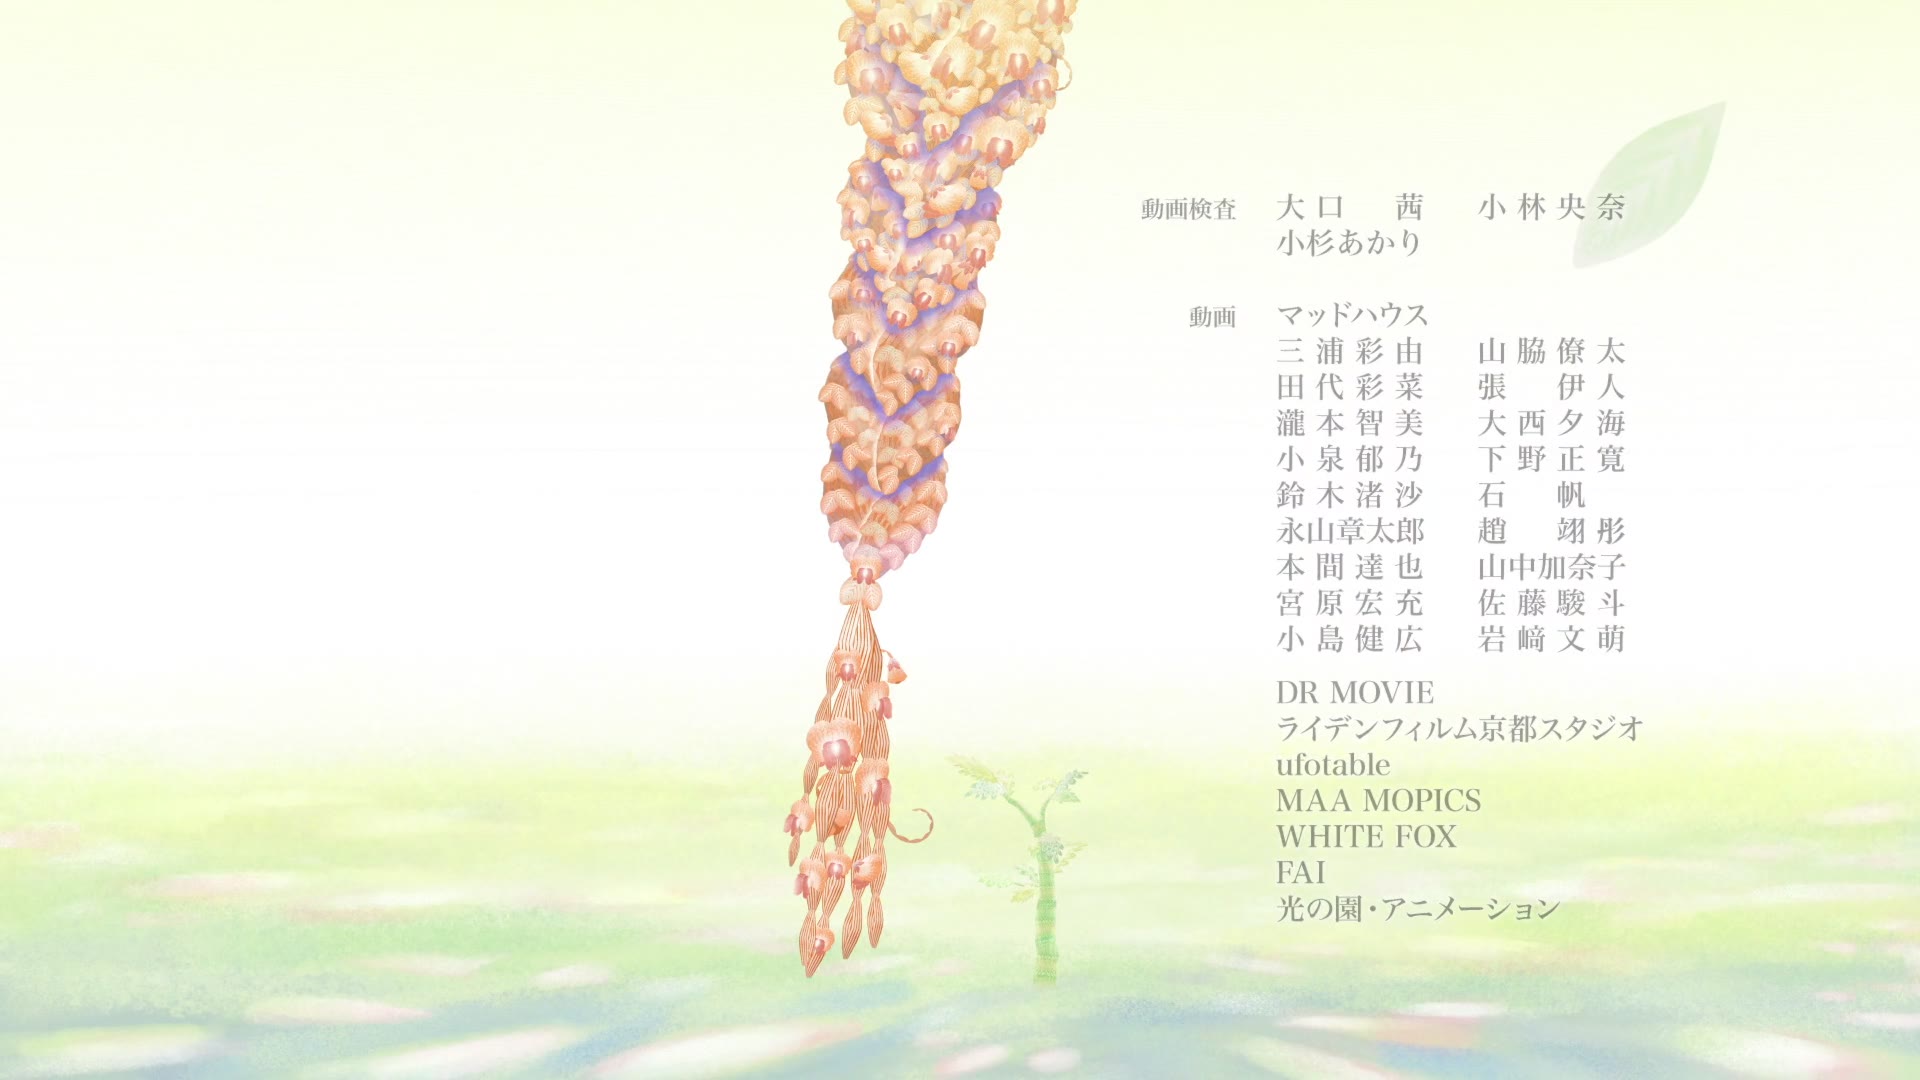 動画検査 大口 茜 小林央奈
小杉あかり
動画 マッドハウス
三浦彩由 山脇僚太
田代彩菜 張 伊人
瀧本智美 大西夕海
小泉郁乃 下野正寛
鈴木渚沙 石 帆
永山章太郎 趙 翊彤
本間達也 山中加奈子
宮原宏充 佐藤駿斗
小島健広 岩﨑文萌
DR MOVIE
ライデンフィルム京都スタジオ
ufotable
MAA MOPICS
WHITE FOX
FAI
光の園・アニメーション